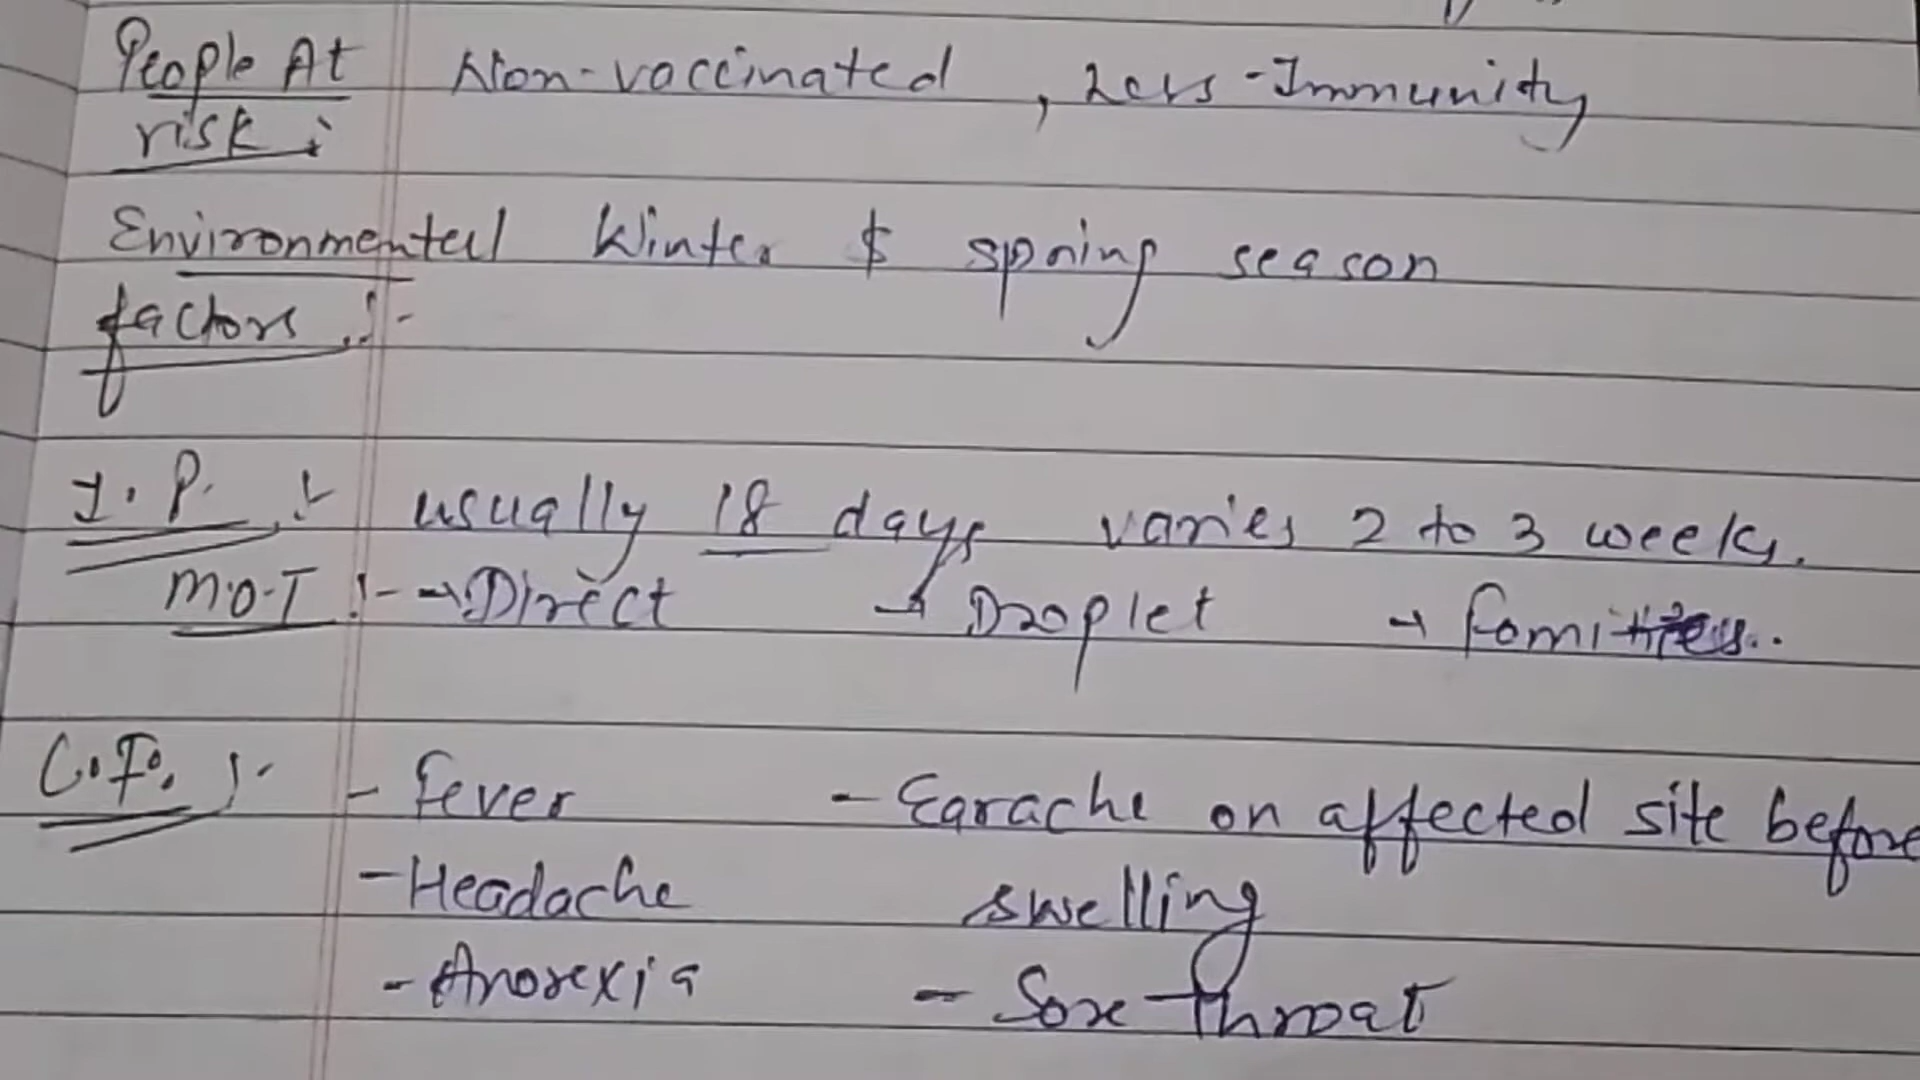 People At Non-vaccinated , Less-Immunity
risk :
Environmental Winter & spring season
factors :-
I.P. :- usually 18 days varies 2 to 3 weeks.
M.O.T :- → Direct → Droplet → fomities..
C.F. :- - Fever - Earache on affected site before
- Headache swelling
- Anorexia - Sore throat